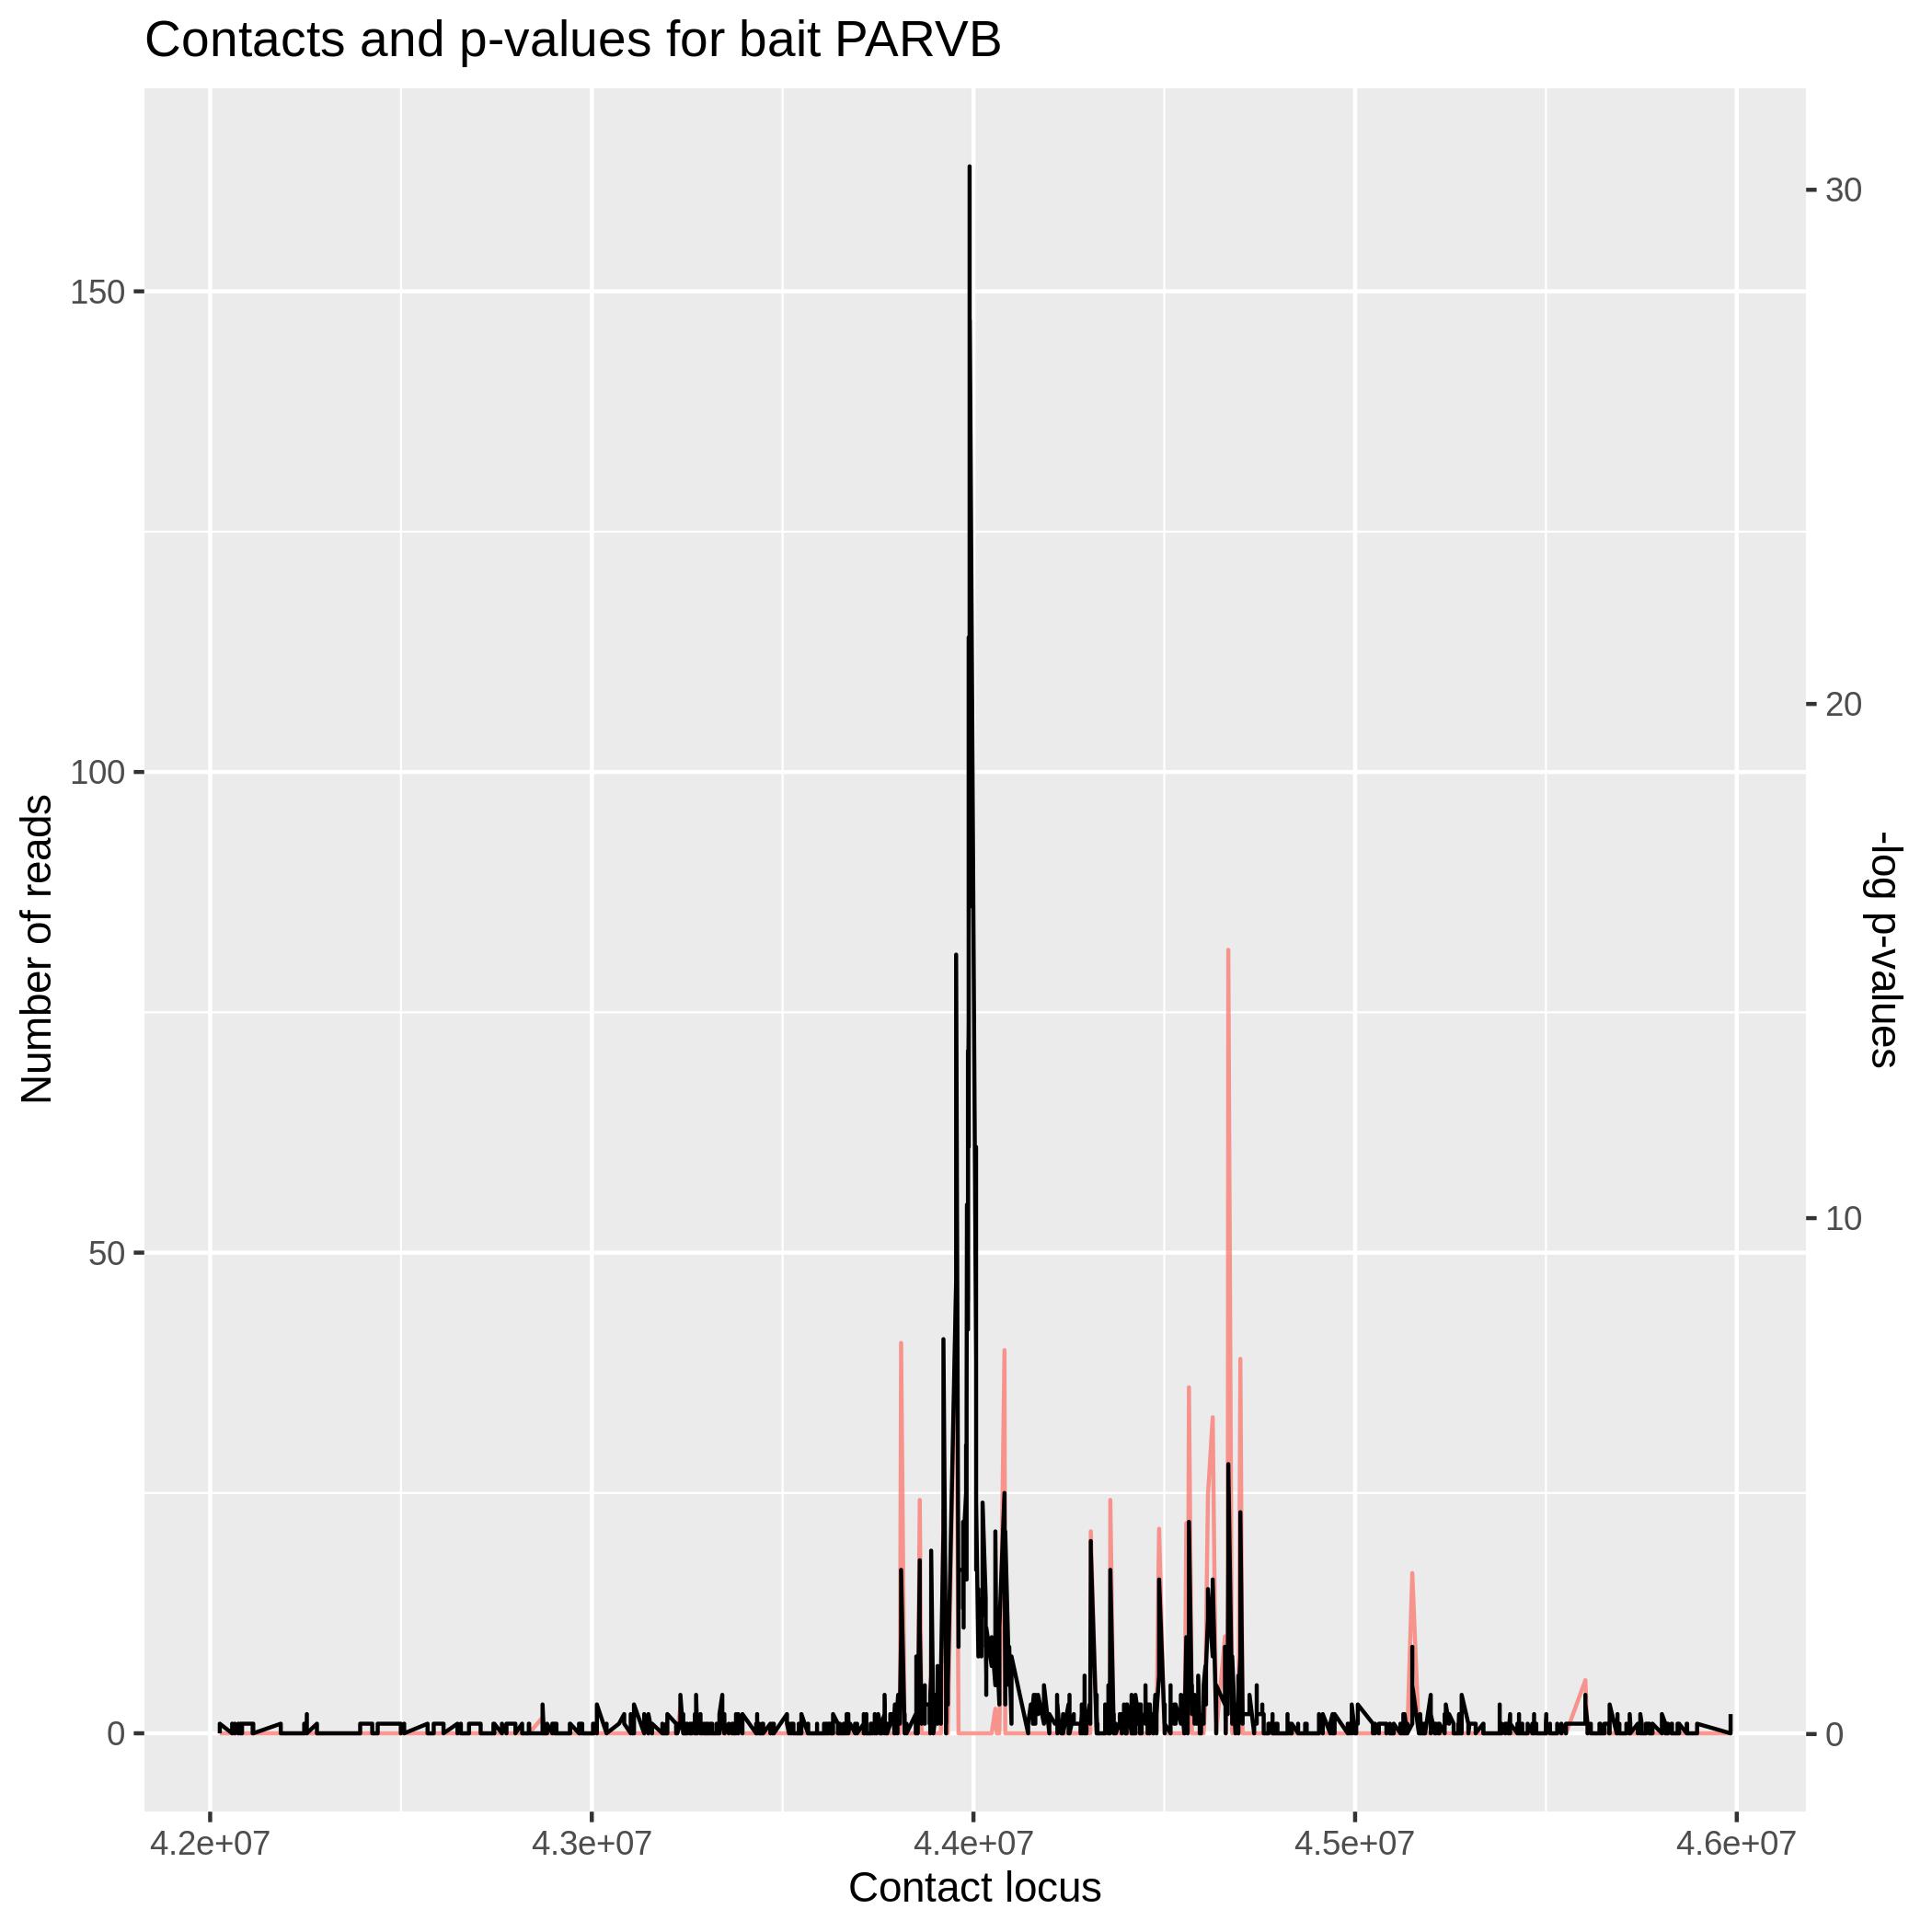 Contacts and p-values for bait PARVB
150
100
50
0
Number of reads
30
20
10
0
-log p-values
4.2e+07
4.3e+07
4.4e+07
4.5e+07
4.6e+07
Contact locus